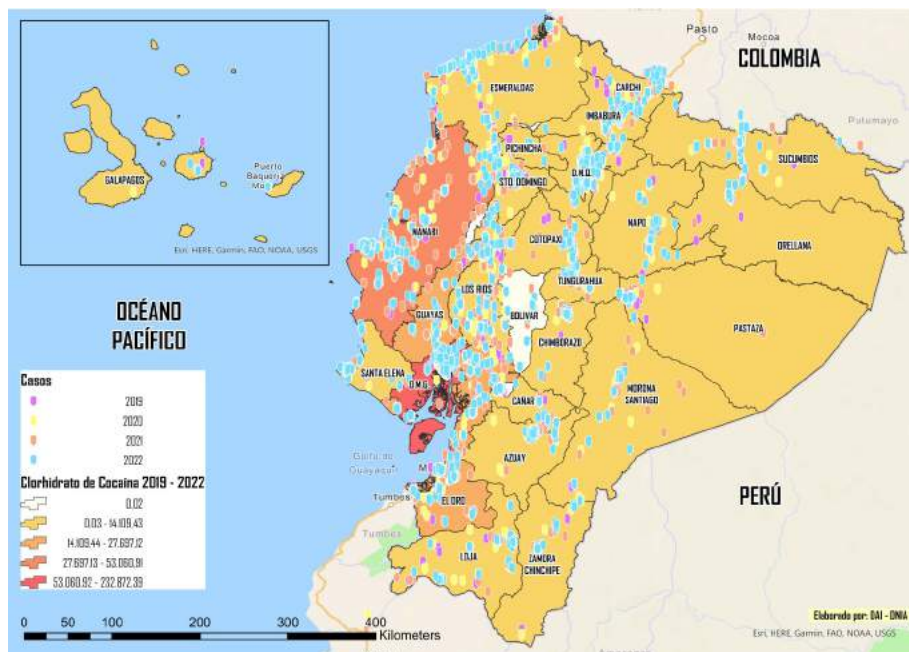 Pasto
Mocoa
COLOMBIA
Putumayo
ESMERALDAS
CARCHI
IMBABURA
PICHINCHA
SUCUMBIOS
STO. DOMINGO
D.M.Q.
GALAPAGOS
Puerto
Baquerizo
Esri, HERE, Garmin, FAO, NOAA, USGS
MANABI
NAPO
COTOPAXI
ORELLANA
TUNGURAHUA
LOS RIOS
OCÉANO
PACÍFICO
GUAYAS
BOLIVAR
PASTAZA
CHIMBORAZO
SANTA ELENA
D.M.G.
MORONA
SANTIAGO
CAÑAR
Casos
2019
2020
2021
2022
Golfo de
Guayaquil
AZUAY
PERÚ
Clorhidrato de Cocaina 2019 - 2022
0.02
0.03 - 14.109.43
14.109.44 - 27.697.12
27.697.13 - 53.060.91
53.060.92 - 232.872.39
Tumbes
EL ORO
Tumbes
LOJA
ZAMORA
CHINCHIPE
Elaborado por: DAI - DNIA
0 50 100 200 300 400
Kilometers
Esri, HERE, Garmin, FAO, NOAA, USGS